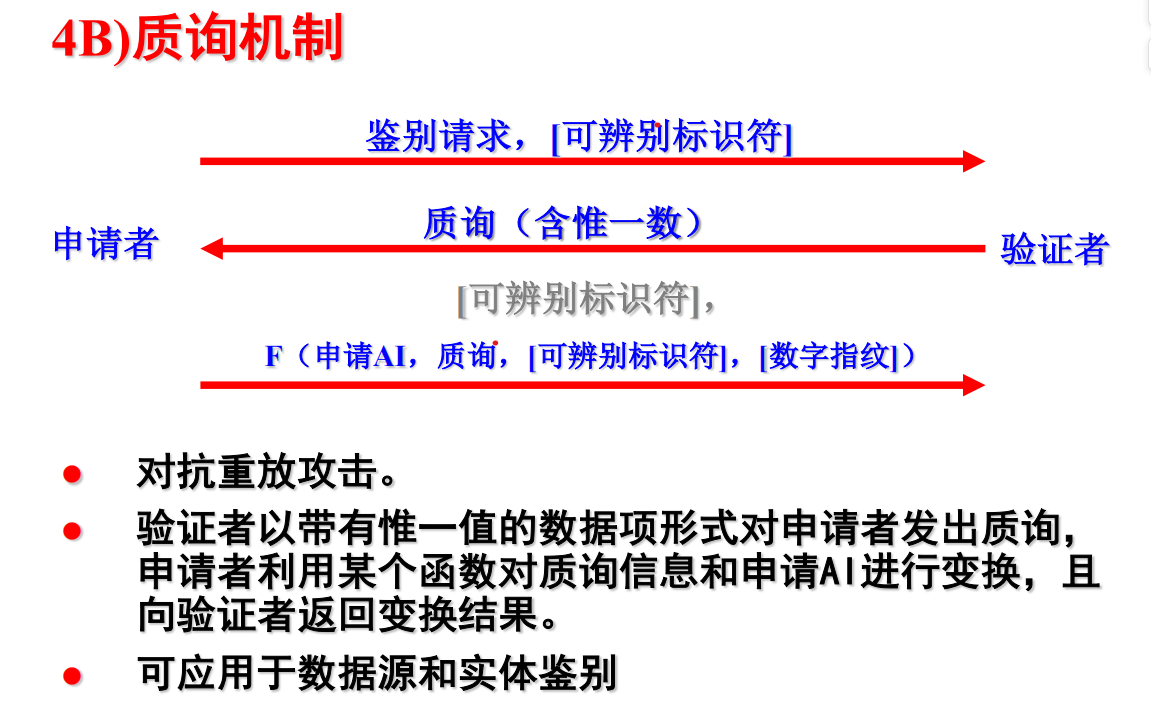 4B)质询机制
鉴别请求，[可辨别标识符]
质询（含惟一数）
申请者
验证者
[可辨别标识符]，
F（申请AI，质询，[可辨别标识符]，[数字指纹]）
● 对抗重放攻击。
● 验证者以带有惟一值的数据项形式对申请者发出质询，
申请者利用某个函数对质询信息和申请AI进行变换，且
向验证者返回变换结果。
● 可应用于数据源和实体鉴别